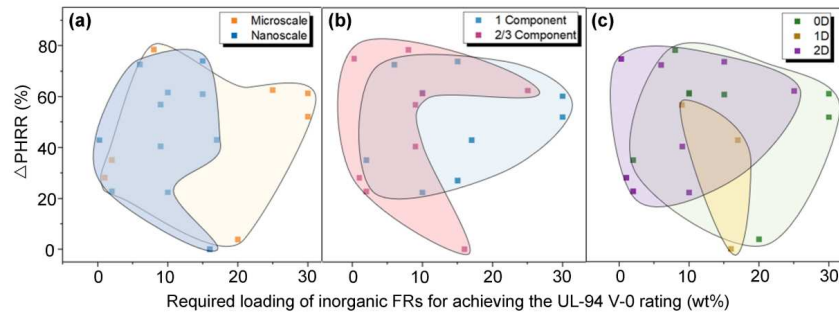 (a)
Microscale
Nanoscale
(b)
1 Component
2/3 Component
(c)
0D
1D
2D
△PHRR (%)
80
60
40
20
0
0 10 20 30
0 10 20 30
0 10 20 30
Required loading of inorganic FRs for achieving the UL-94 V-0 rating (wt%)